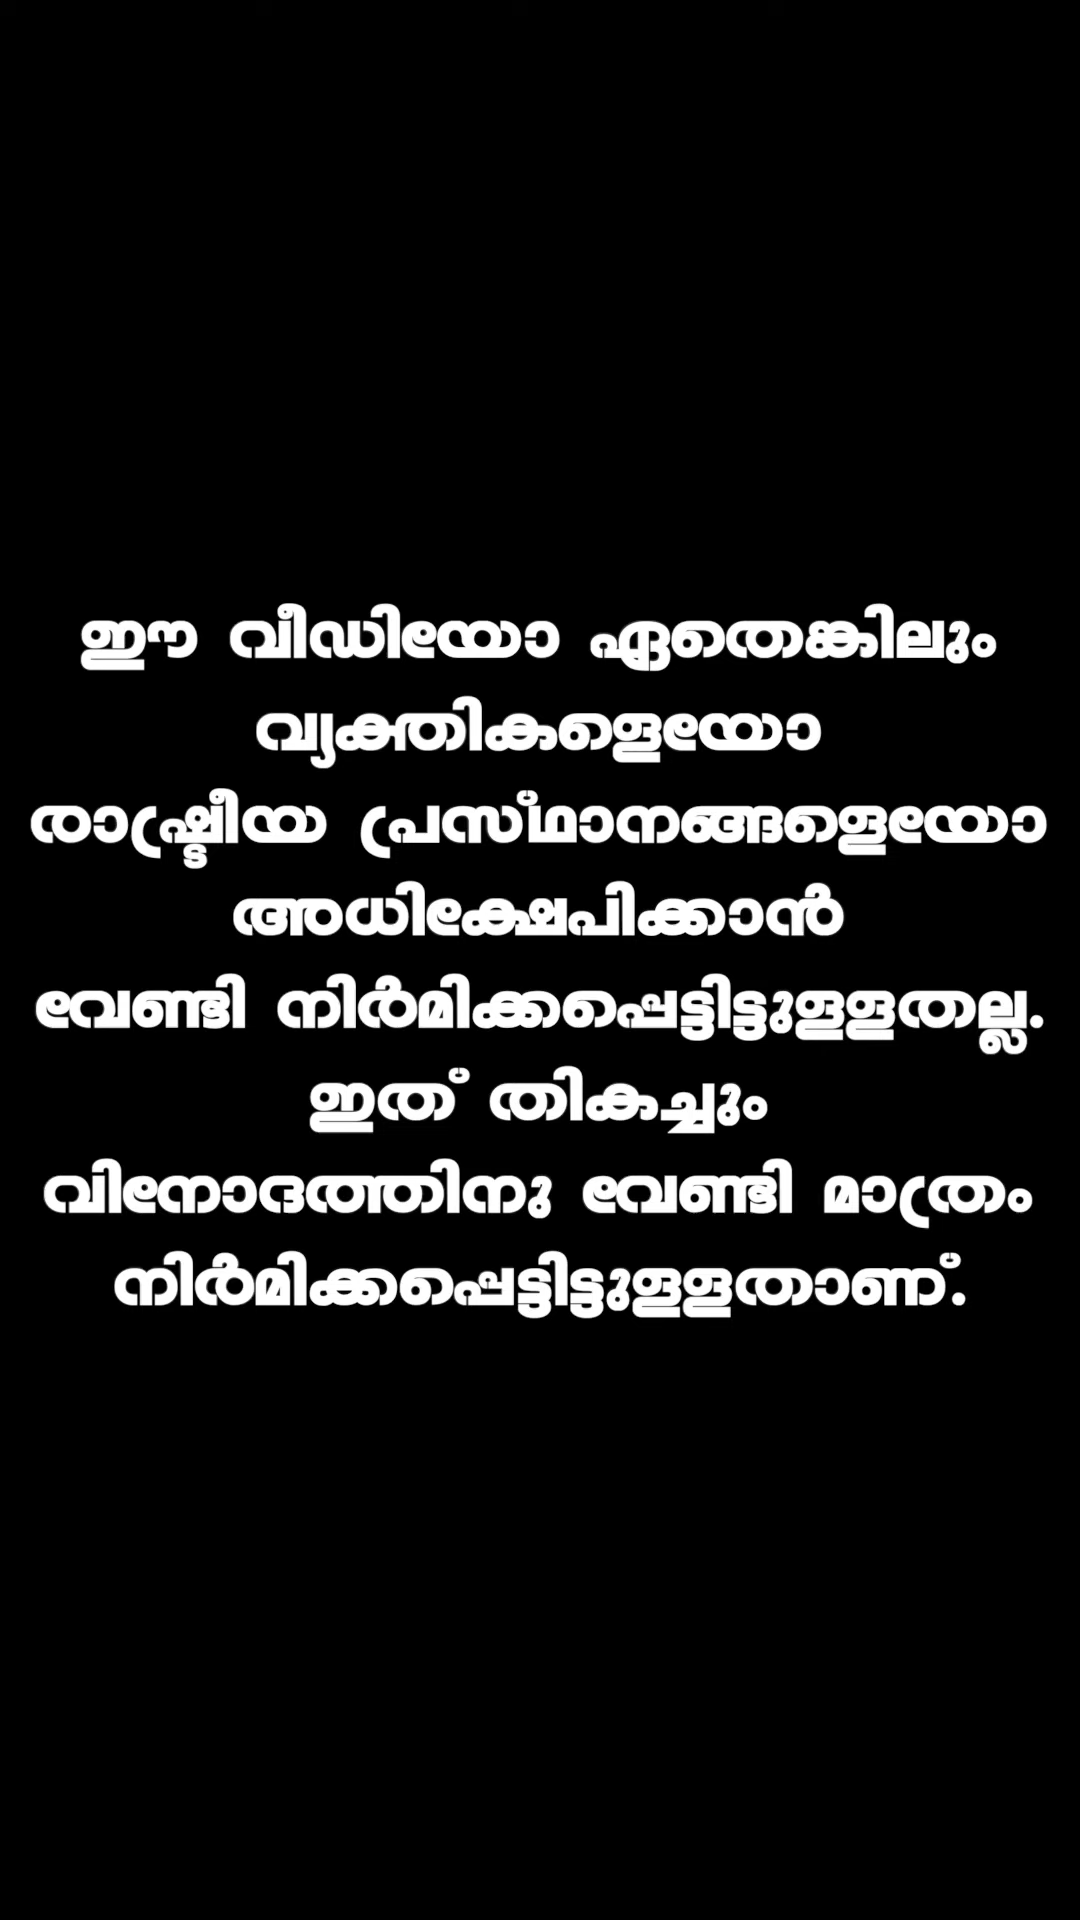 ഈ വീഡിയോ ഏതെങ്കിലും
വ്യക്തികളെയോ
രാഷ്ട്രീയ പ്രസ്ഥാനങ്ങളെയോ
അധിക്ഷേപിക്കാൻ
വേണ്ടി നിർമിക്കപ്പെട്ടിട്ടുള്ളതല്ല.
ഇത് തികച്ചും
വിനോദത്തിനു വേണ്ടി മാത്രം
നിർമിക്കപ്പെട്ടിട്ടുള്ളതാണ്.